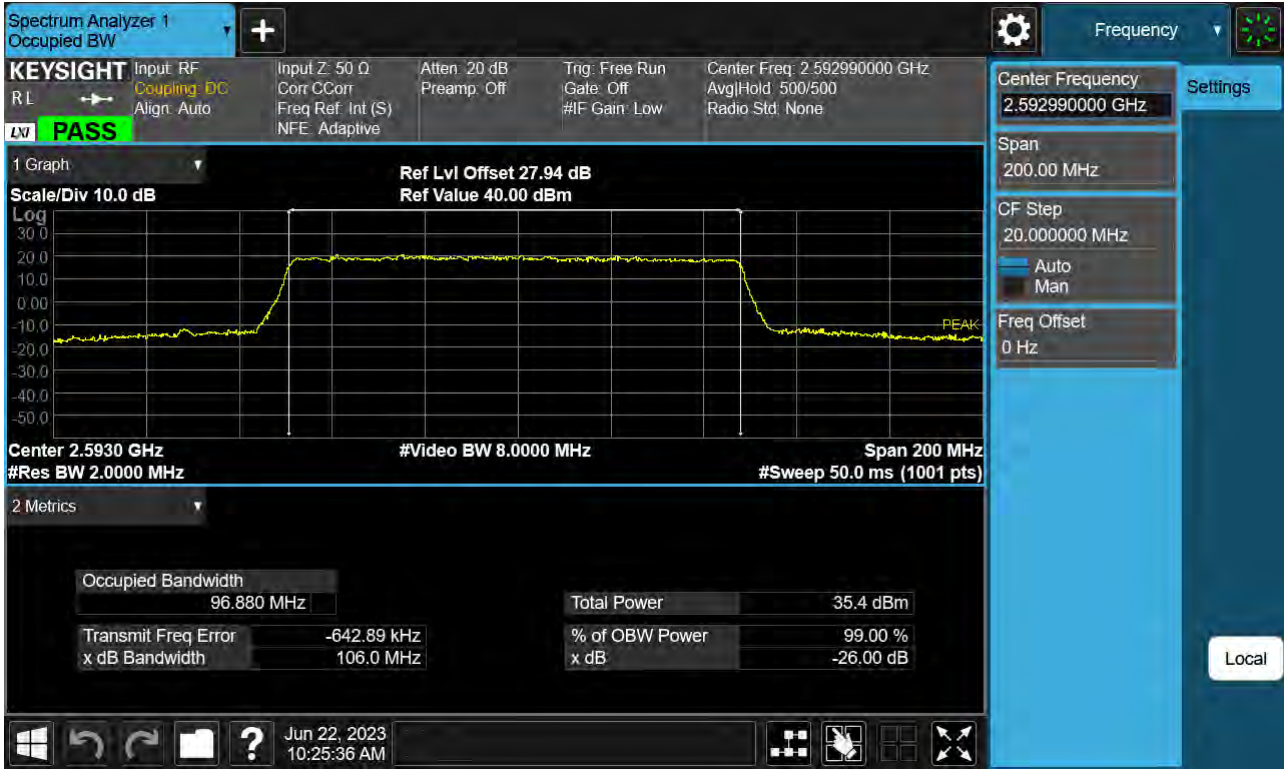 Spectrum Analyzer 1
Occupied BW
Frequency
KEYSIGHT
R L
LXI
PASS
Input: RF
Coupling: DC
Align: Auto
Input Z: 50 Ω
Corr CCorr
Freq Ref: Int (S)
NFE: Adaptive
Atten: 20 dB
Preamp: Off
Trig: Free Run
Gate: Off
#IF Gain: Low
Center Freq: 2.592990000 GHz
Avg|Hold: 500/500
Radio Std: None
Center Frequency
2.592990000 GHz
Settings
Span
200.00 MHz
CF Step
20.000000 MHz
Auto
Man
Freq Offset
0 Hz
Local
1 Graph
Scale/Div 10.0 dB
Ref Lvl Offset 27.94 dB
Ref Value 40.00 dBm
Log
30.0
20.0
10.0
0.00
-10.0
-20.0
-30.0
-40.0
-50.0
PEAK
Center 2.5930 GHz
#Video BW 8.0000 MHz
Span 200 MHz
#Res BW 2.0000 MHz
#Sweep 50.0 ms (1001 pts)
2 Metrics
Occupied Bandwidth
96.880 MHz
Total Power 35.4 dBm
Transmit Freq Error -642.89 kHz
% of OBW Power 99.00 %
x dB Bandwidth 106.0 MHz
x dB -26.00 dB
?
Jun 22, 2023
10:25:36 AM